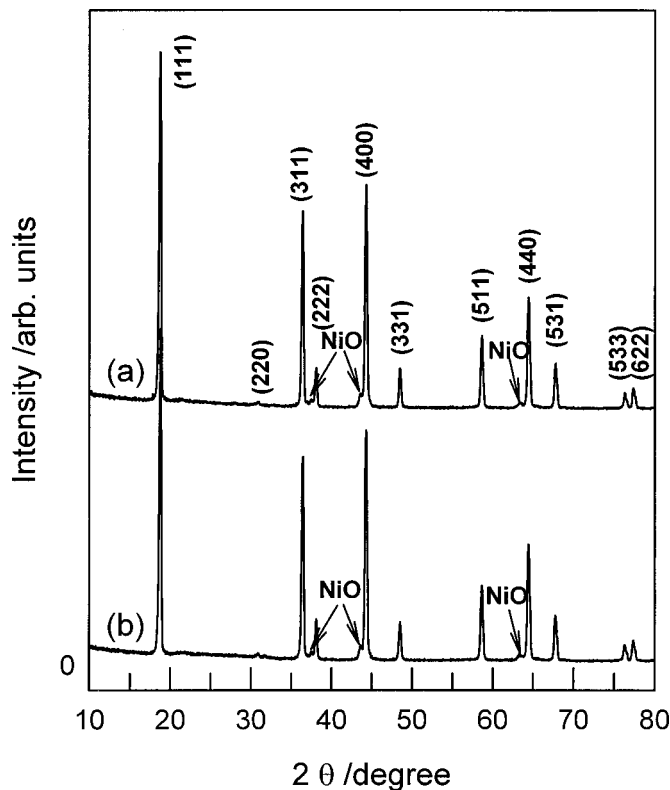 (111)
(400)
(311)
(440)
(222)
(511)
(531)
(331)
(533)
(622)
NiO
NiO
(a)
(220)
NiO
NiO
(b)
0
10 20 30 40 50 60 70 80
2 θ /degree
Intensity /arb. units